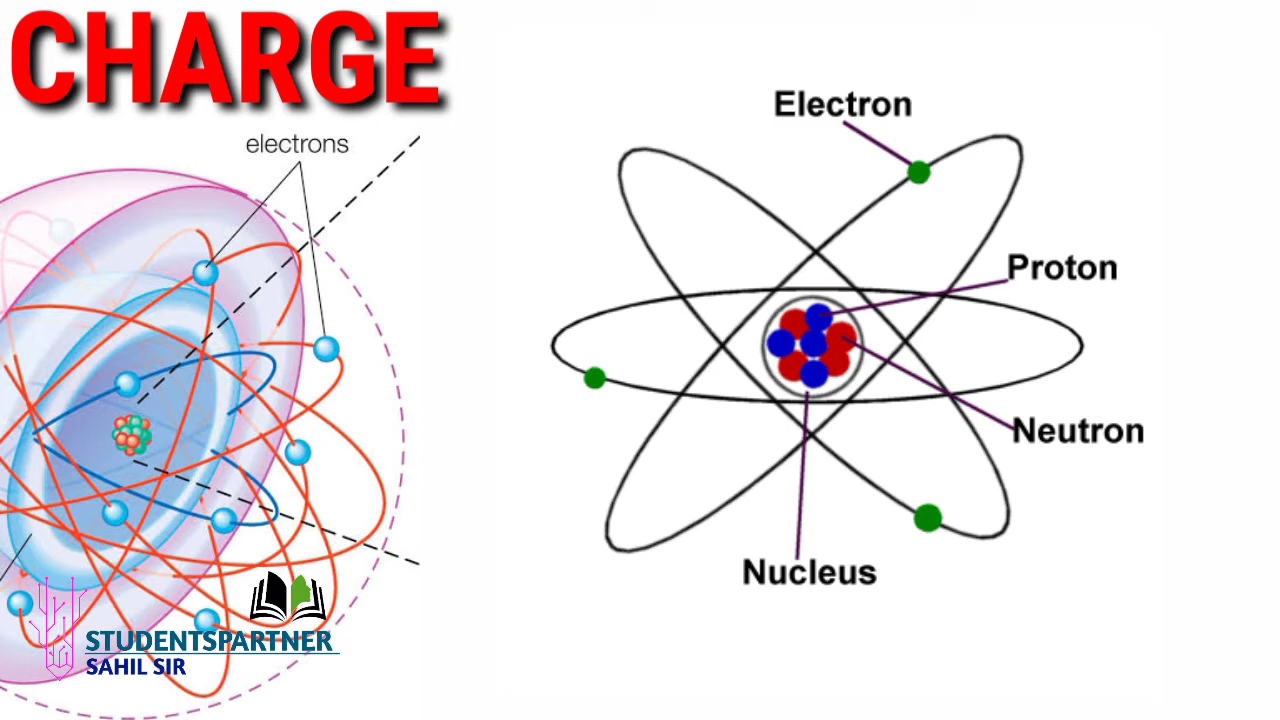 CHARGE
electrons
STUDENTSPARTNER
SAHIL SIR
Electron
Proton
Neutron
Nucleus